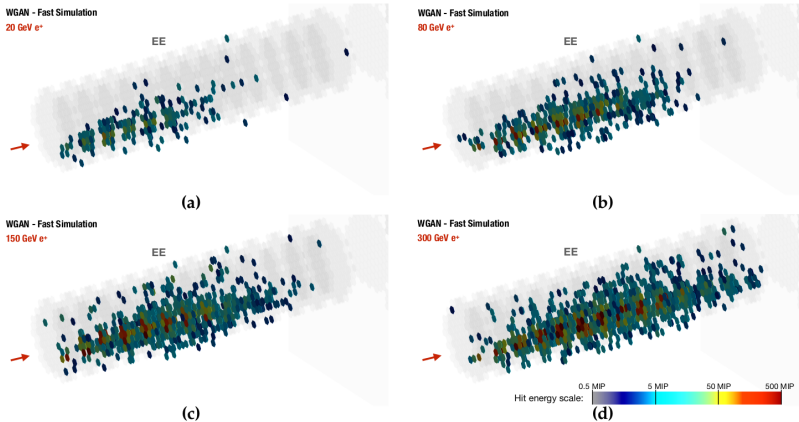 WGAN - Fast Simulation
20 GeV e⁺
EE
(a)
WGAN - Fast Simulation
80 GeV e⁺
EE
(b)
WGAN - Fast Simulation
150 GeV e⁺
EE
(c)
WGAN - Fast Simulation
300 GeV e⁺
EE
0.5 MIP 5 MIP 50 MIP 500 MIP
Hit energy scale:
(d)